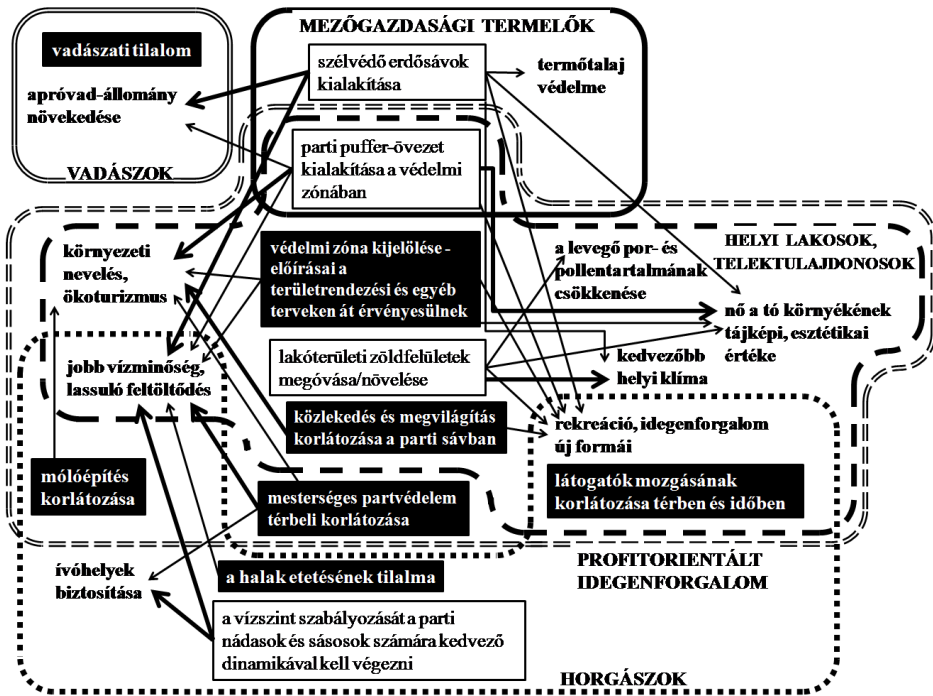 MEZŐGAZDASÁGI TERMELŐK
vadászati tilalom
apróvad-állomány
növekedése
VADÁSZOK
szélvédő erdősávok
kialakítása
termőtalaj
védelme
parti puffer-övezet
kialakítása a védelmi
zónában
környezeti
nevelés,
ökoturizmus
védelmi zóna kijelölése -
előírásai a
területrendezési és egyéb
terveken át érvényesülnek
a levegő por- és
pollentartalmának
csökkenése
HELYI LAKOSOK,
TELEKTULAJDONOSOK
nő a tó környékének
tájképi, esztétikai
értéke
jobb vízminőség,
lassuló feltöltődés
lakóterületi zöldfelületek
megóvása/növelése
kedvezőbb
helyi klíma
közlekedés és megvilágítás
korlátozása a parti sávban
rekreáció, idegenforgalom
új formái
mólóépítés
korlátozása
mesterséges partvédelem
térbeli korlátozása
látogatók mozgásának
korlátozása térben és időben
ívóhelyek
biztosítása
a halak etetésének tilalma
PROFITORIENTÁLT
IDEGENFORGALOM
a vízszint szabályozását a parti
nádasok és sásosok számára kedvező
dinamikával kell végezni
HORGÁSZOK